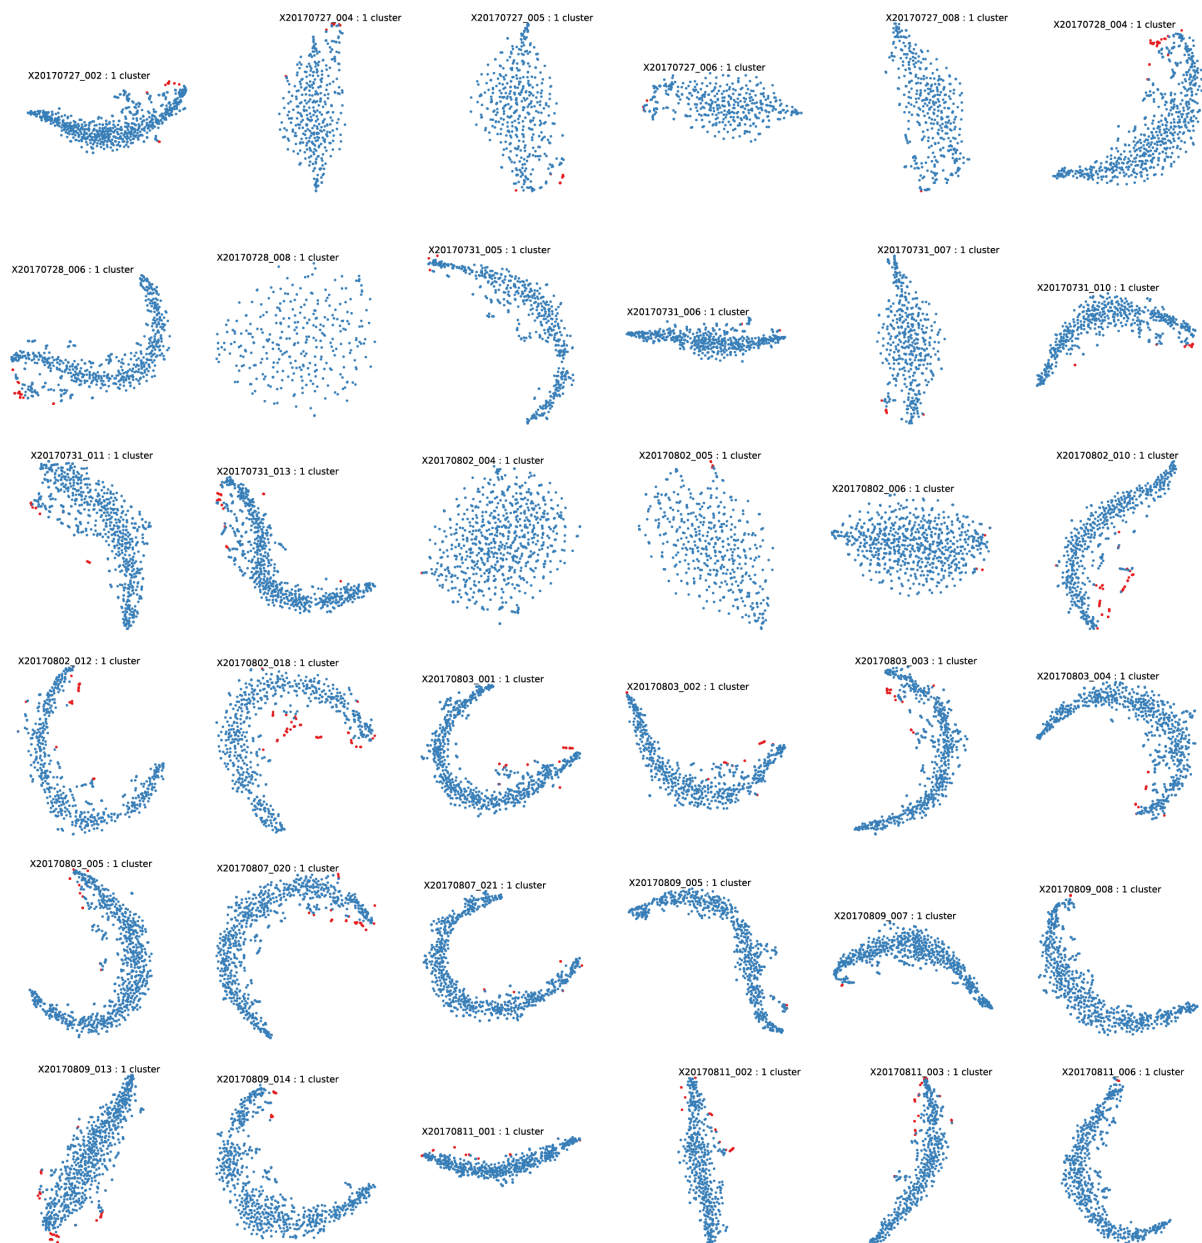 X20170727_002 : 1 cluster
X20170727_004 : 1 cluster
X20170727_005 : 1 cluster
X20170727_006 : 1 cluster
X20170727_008 : 1 cluster
X20170728_004 : 1 cluster
X20170728_006 : 1 cluster
X20170728_008 : 1 cluster
X20170731_005 : 1 cluster
X20170731_006 : 1 cluster
X20170731_007 : 1 cluster
X20170731_010 : 1 cluster
X20170731_011 : 1 cluster
X20170731_013 : 1 cluster
X20170802_004 : 1 cluster
X20170802_005 : 1 cluster
X20170802_006 : 1 cluster
X20170802_010 : 1 cluster
X20170802_012 : 1 cluster
X20170802_018 : 1 cluster
X20170803_001 : 1 cluster
X20170803_002 : 1 cluster
X20170803_003 : 1 cluster
X20170803_004 : 1 cluster
X20170803_005 : 1 cluster
X20170807_020 : 1 cluster
X20170807_021 : 1 cluster
X20170809_005 : 1 cluster
X20170809_007 : 1 cluster
X20170809_008 : 1 cluster
X20170809_013 : 1 cluster
X20170809_014 : 1 cluster
X20170811_001 : 1 cluster
X20170811_002 : 1 cluster
X20170811_003 : 1 cluster
X20170811_006 : 1 cluster